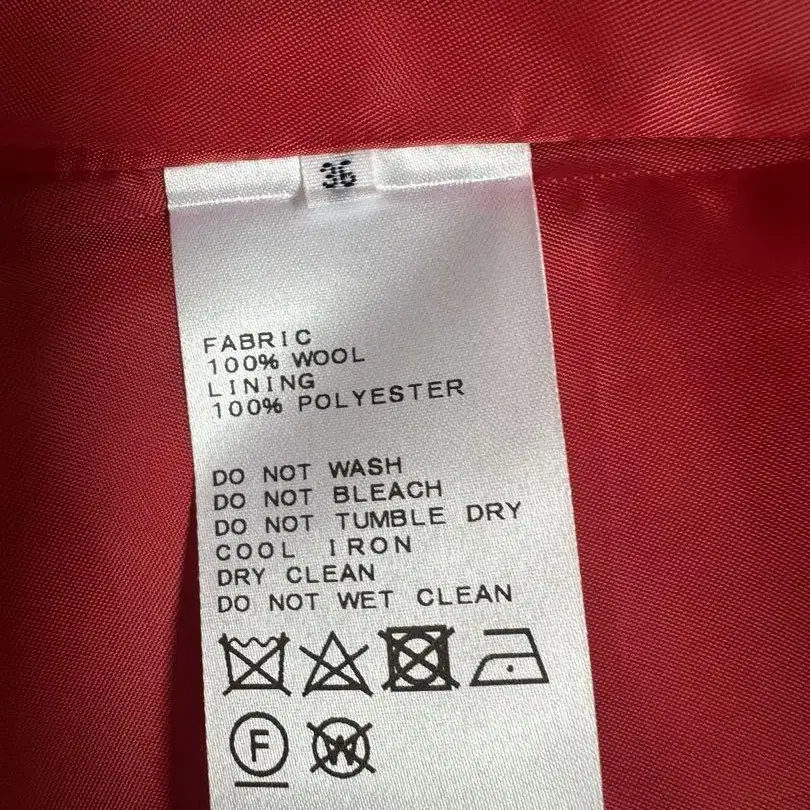 36
FABRIC
100% WOOL
LINING
100% POLYESTER
DO NOT WASH
DO NOT BLEACH
DO NOT TUMBLE DRY
COOL IRON
DRY CLEAN
DO NOT WET CLEAN
F W